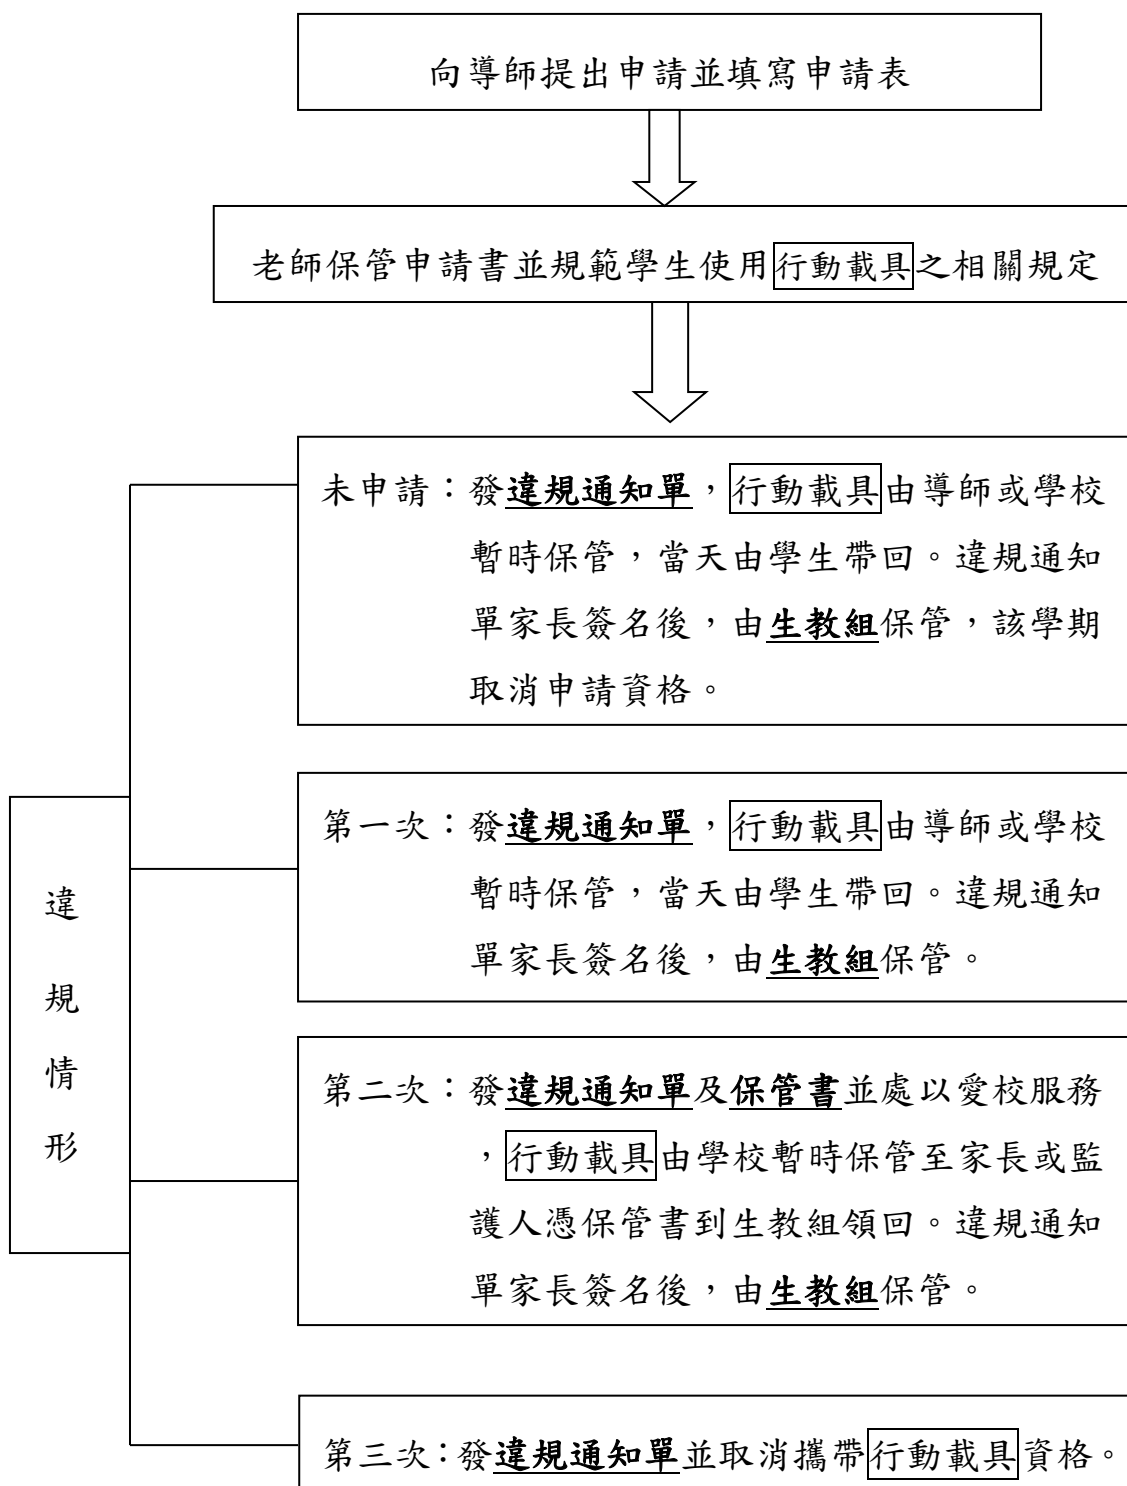 向導師提出申請並填寫申請表
老師保管申請書並規範學生使用行動載具之相關規定
未申請：發違規通知單，行動載具由導師或學校
暫時保管，當天由學生帶回。違規通知
單家長簽名後，由生教組保管，該學期
取消申請資格。
第一次：發違規通知單，行動載具由導師或學校
暫時保管，當天由學生帶回。違規通知
單家長簽名後，由生教組保管。
違規情形
第二次：發違規通知單及保管書並處以愛校服務
，行動載具由學校暫時保管至家長或監
護人憑保管書到生教組領回。違規通知
單家長簽名後，由生教組保管。
第三次：發違規通知單並取消攜帶行動載具資格。